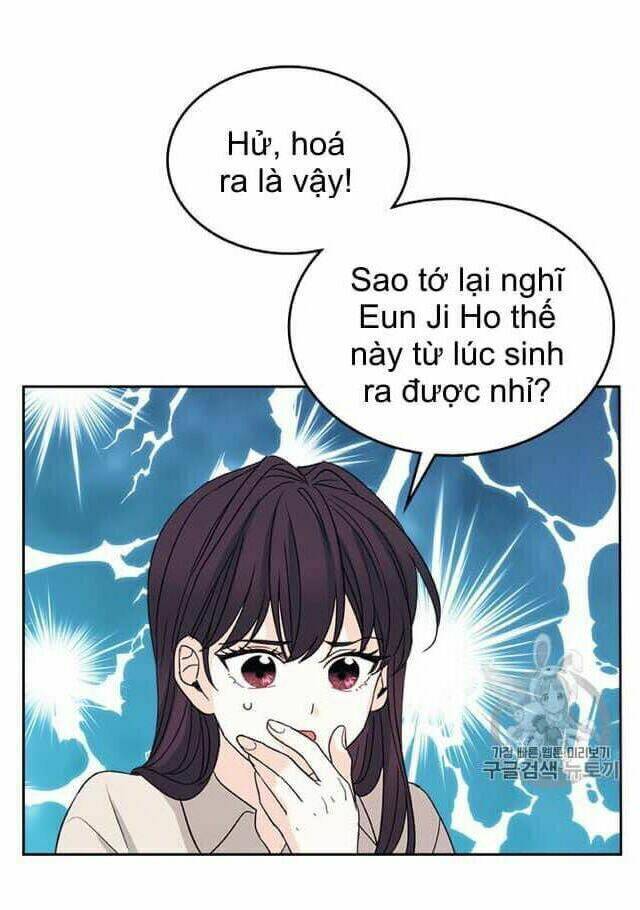 Hử, hoá
ra là vậy!
Sao tớ lại nghĩ
Eun Ji Ho thế
này từ lúc sinh
ra được nhỉ?
가장 빠른 웹툰 미리보기
구글검색 뉴토끼